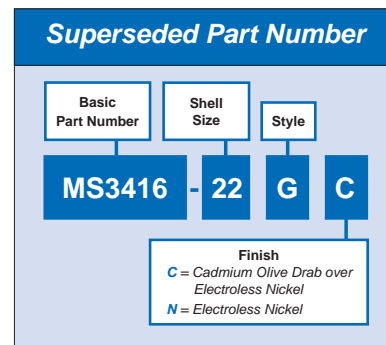 Superseded Part Number
Basic
Part Number
Shell
Size
Style
MS3416 - 22 G C
Finish
C = Cadmium Olive Drab over
Electroless Nickel
N = Electroless Nickel